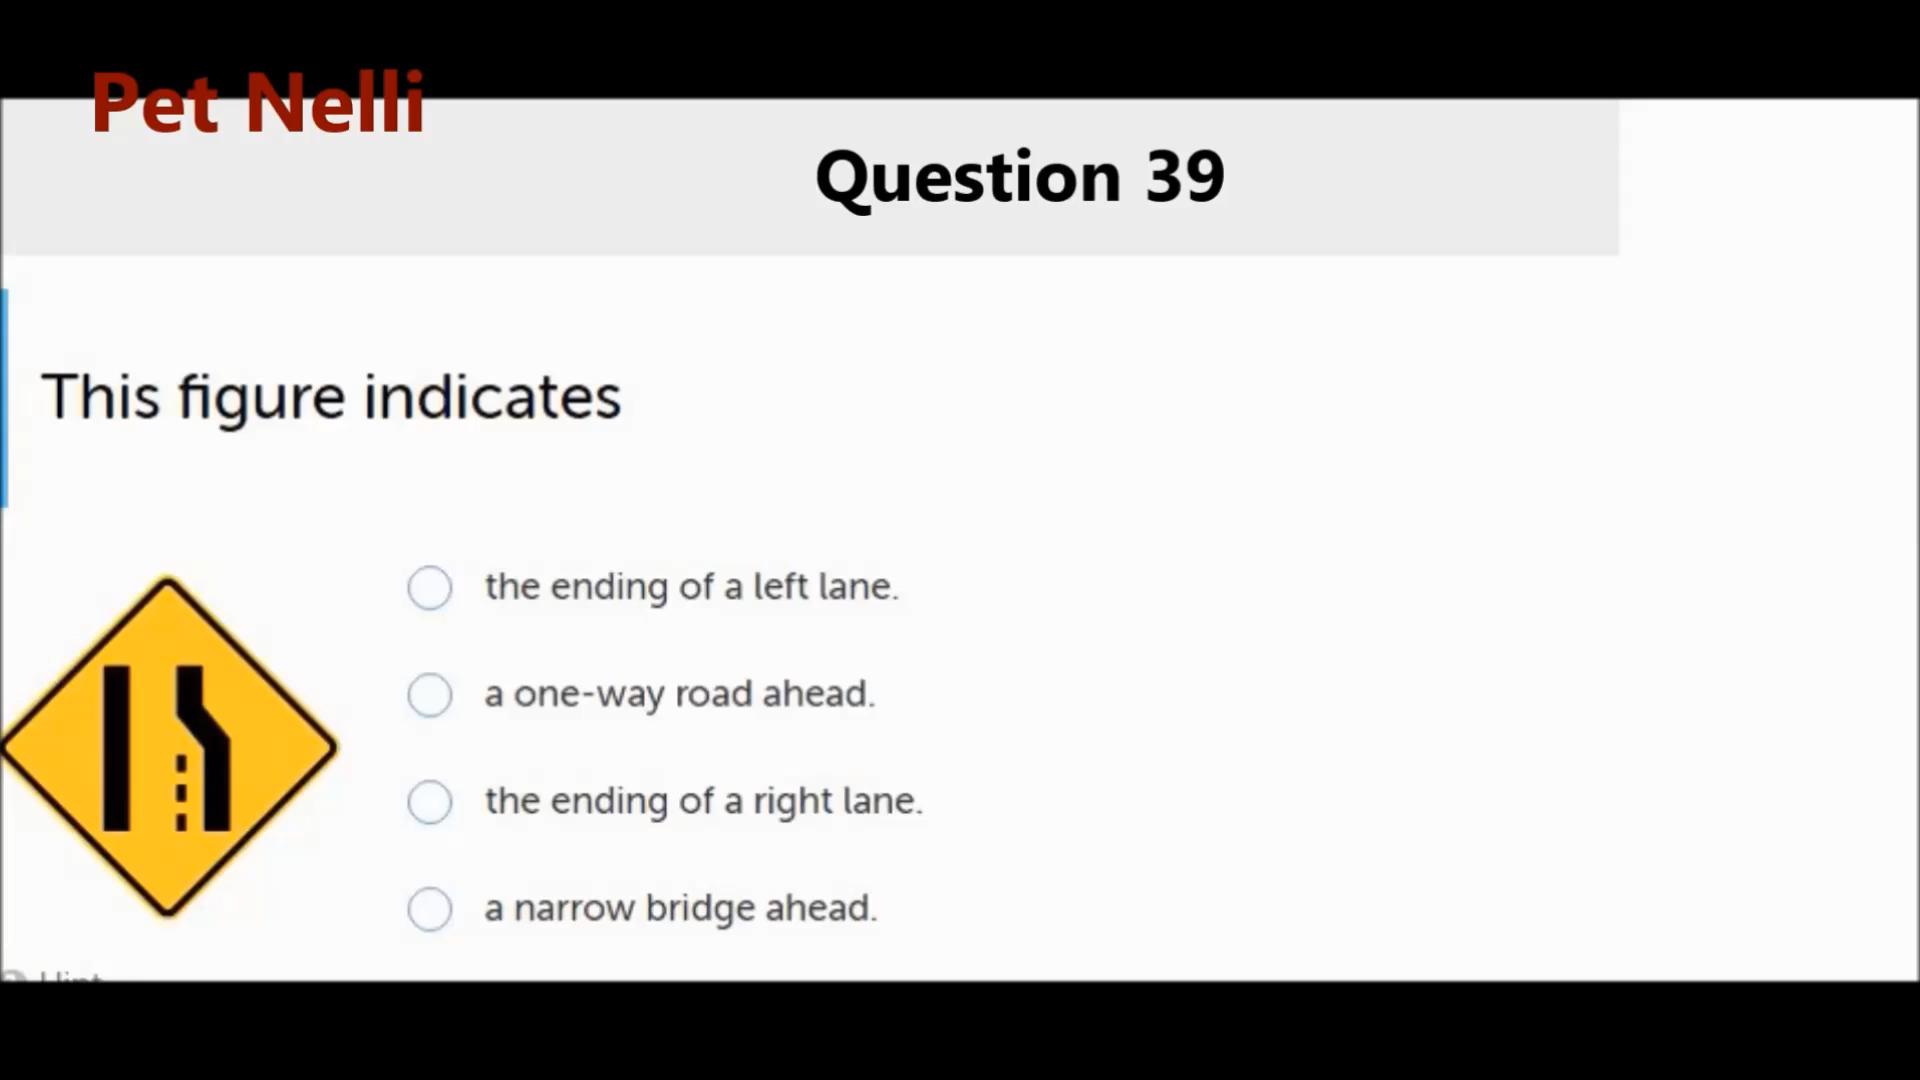 Pet Nelli
Question 39
This figure indicates
the ending of a left lane.
a one-way road ahead.
the ending of a right lane.
a narrow bridge ahead.
Hint